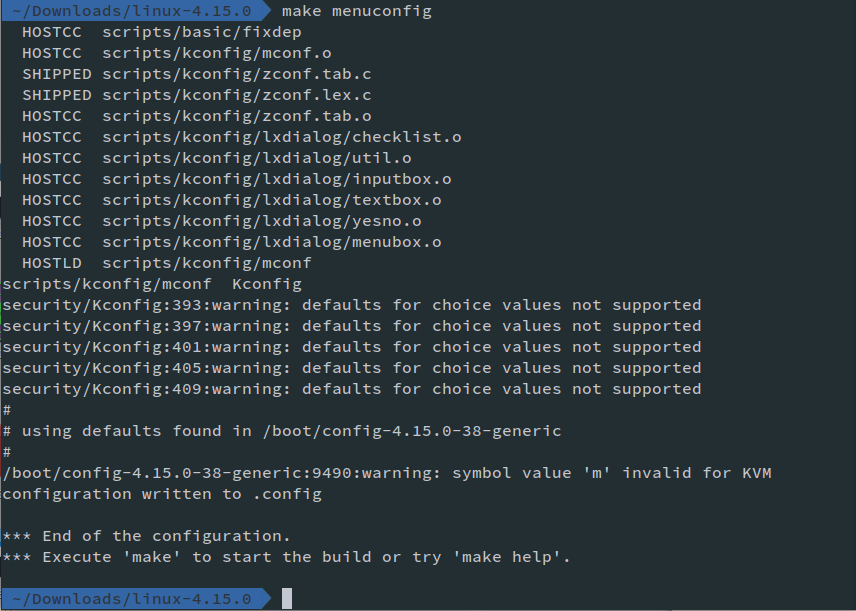 ~/Downloads/linux-4.15.0 make menuconfig
HOSTCC scripts/basic/fixdep
HOSTCC scripts/kconfig/mconf.o
SHIPPED scripts/kconfig/zconf.tab.c
SHIPPED scripts/kconfig/zconf.lex.c
HOSTCC scripts/kconfig/zconf.tab.o
HOSTCC scripts/kconfig/lxdialog/checklist.o
HOSTCC scripts/kconfig/lxdialog/util.o
HOSTCC scripts/kconfig/lxdialog/inputbox.o
HOSTCC scripts/kconfig/lxdialog/textbox.o
HOSTCC scripts/kconfig/lxdialog/yesno.o
HOSTCC scripts/kconfig/lxdialog/menubox.o
HOSTLD scripts/kconfig/mconf
scripts/kconfig/mconf Kconfig
security/Kconfig:393:warning: defaults for choice values not supported
security/Kconfig:397:warning: defaults for choice values not supported
security/Kconfig:401:warning: defaults for choice values not supported
security/Kconfig:405:warning: defaults for choice values not supported
security/Kconfig:409:warning: defaults for choice values not supported
#
# using defaults found in /boot/config-4.15.0-38-generic
#
/boot/config-4.15.0-38-generic:9490:warning: symbol value 'm' invalid for KVM
configuration written to .config
*** End of the configuration.
*** Execute 'make' to start the build or try 'make help'.
~/Downloads/linux-4.15.0